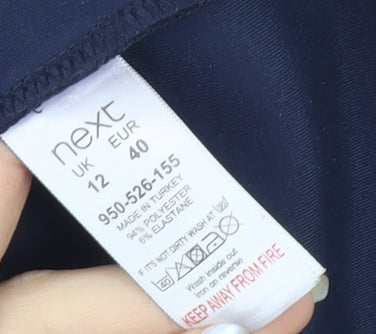 next
UK EUR
12 40
950-526-155
MADE IN TURKEY
94% POLYESTER
6% ELASTANE
IF IT'S NOT DIRTY WASH AT
40
Wash inside out
Iron on reverse
KEEP AWAY FROM FIRE